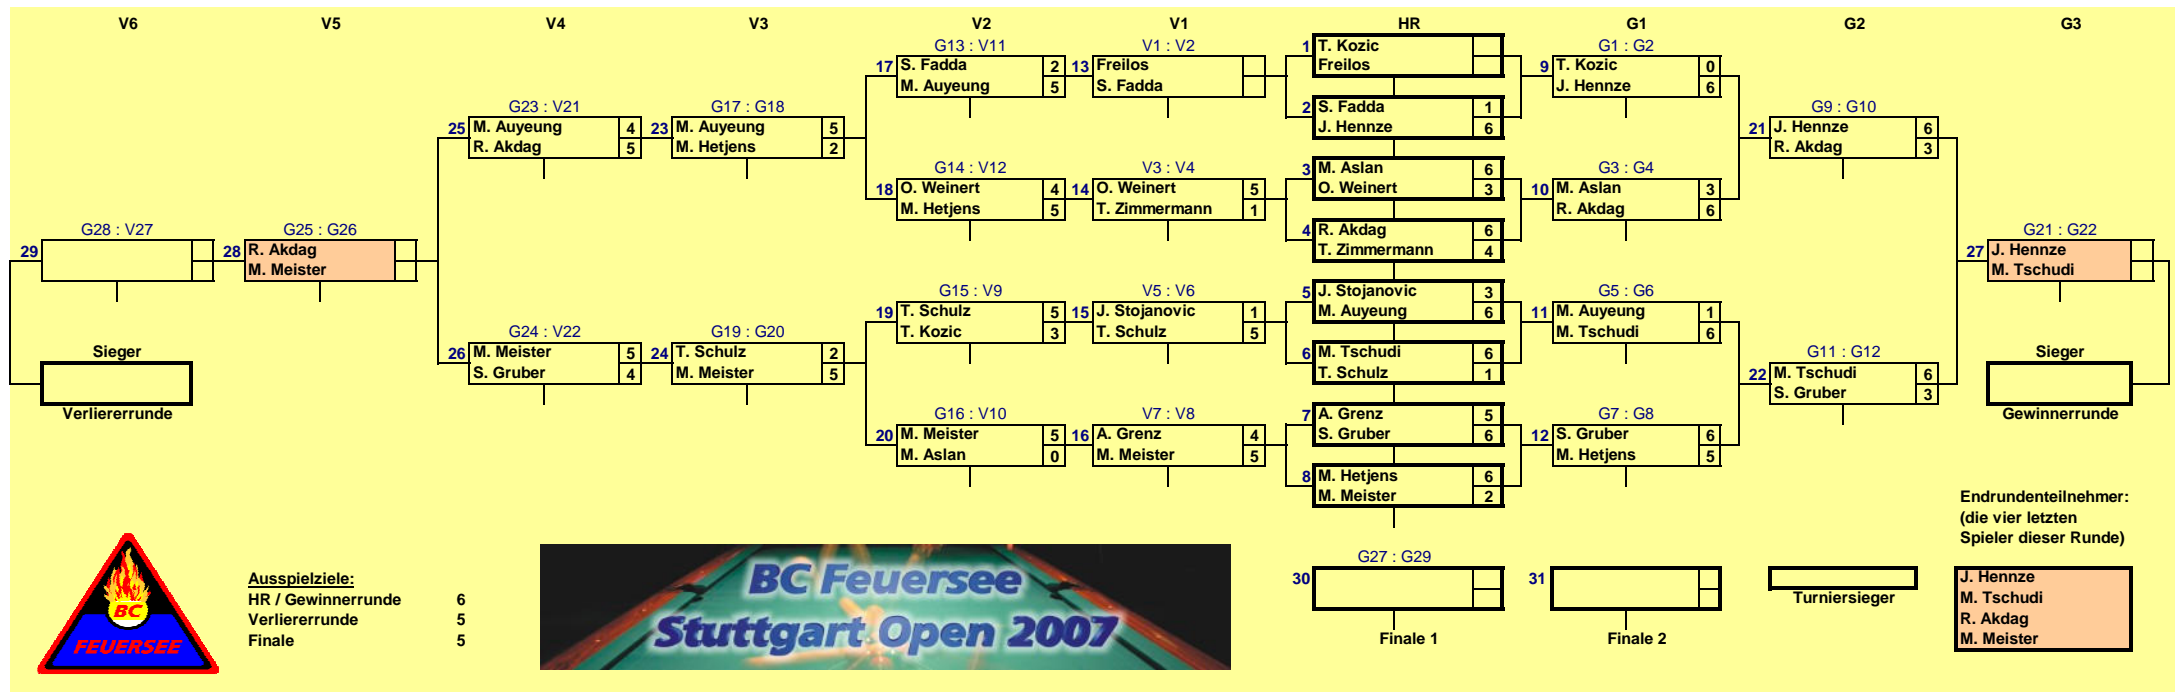 V6 V5 V4 V3 V2 V1 HR G1 G2 G3
G13 : V11
17 S. Fadda 2
M. Auyeung 5
V1 : V2
13 Freilos
S. Fadda
1 T. Kozic
Freilos
2 S. Fadda 1
J. Hennze 6
G1 : G2
9 T. Kozic 0
J. Hennze 6
G23 : V21
25 M. Auyeung 4
R. Akdag 5
G17 : G18
23 M. Auyeung 5
M. Hetjens 2
G9 : G10
21 J. Hennze 6
R. Akdag 3
G14 : V12
18 O. Weinert 4
M. Hetjens 5
V3 : V4
14 O. Weinert 5
T. Zimmermann 1
3 M. Aslan 6
O. Weinert 3
4 R. Akdag 6
T. Zimmermann 4
G3 : G4
10 M. Aslan 3
R. Akdag 6
G28 : V27
29
G25 : G26
28 R. Akdag
M. Meister
G21 : G22
27 J. Hennze
M. Tschudi
G15 : V9
19 T. Schulz 5
T. Kozic 3
V5 : V6
15 J. Stojanovic 1
T. Schulz 5
5 J. Stojanovic 3
M. Auyeung 6
6 M. Tschudi 6
T. Schulz 1
G5 : G6
11 M. Auyeung 1
M. Tschudi 6
Sieger
Verliererrunde
G24 : V22
26 M. Meister 5
S. Gruber 4
G19 : G20
24 T. Schulz 2
M. Meister 5
G11 : G12
22 M. Tschudi 6
S. Gruber 3
Sieger
Gewinnerrunde
G16 : V10
20 M. Meister 5
M. Aslan 0
V7 : V8
16 A. Grenz 4
M. Meister 5
7 A. Grenz 5
S. Gruber 6
8 M. Hetjens 6
M. Meister 2
G7 : G8
12 S. Gruber 6
M. Hetjens 5
Endrundenteilnehmer:
(die vier letzten
Spieler dieser Runde)
BC
FEUERSEE
Ausspielziele:
HR / Gewinnerrunde 6
Verliererrunde 5
Finale 5
BC Feuersee
Stuttgart Open 2007
G27 : G29
30
Finale 1
31
Finale 2
Turniersieger
J. Hennze
M. Tschudi
R. Akdag
M. Meister